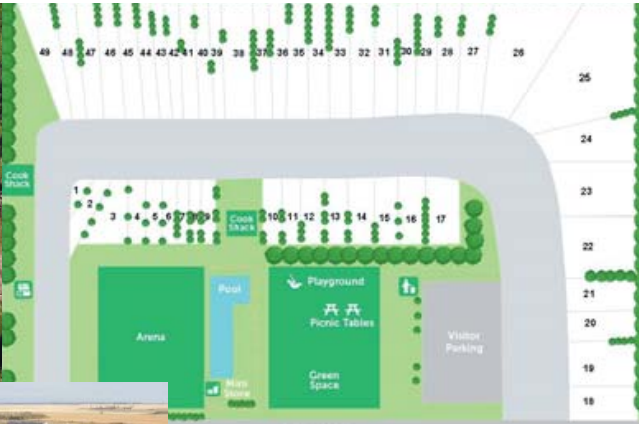 49 48 47 46 45 44 43 42 41 40 39 38 37 36 35 34 33 32 31 30 29 28 27 26
25
24
Cook
Shack
1
2
3 4 5 6 7 8 9
Cook
Shack
10 11 12 13 14 15 16 17
23
22
21
20
19
18
Pool
Playground
Picnic Tables
Arena
Visitor
Parking
Green
Space
Mini
Store